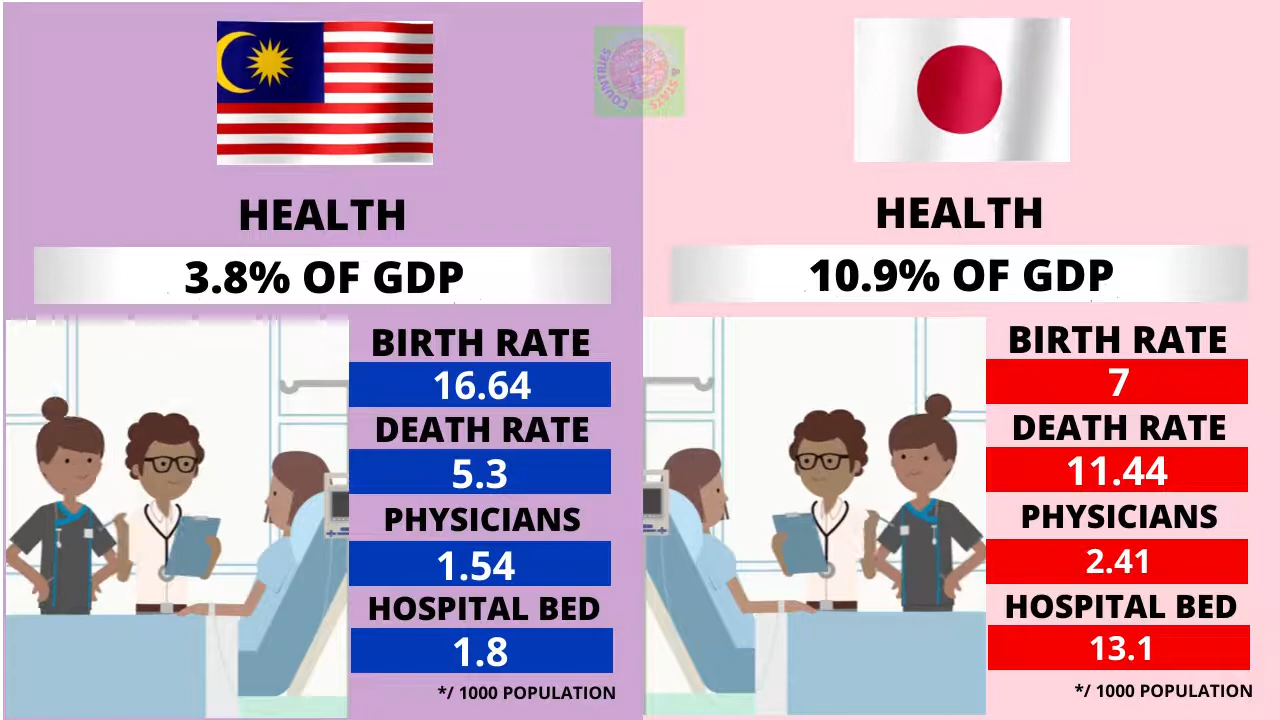 COUNTRIES & STATS
HEALTH
3.8% OF GDP
BIRTH RATE
16.64
DEATH RATE
5.3
PHYSICIANS
1.54
HOSPITAL BED
1.8
*/ 1000 POPULATION
HEALTH
10.9% OF GDP
BIRTH RATE
7
DEATH RATE
11.44
PHYSICIANS
2.41
HOSPITAL BED
13.1
*/ 1000 POPULATION